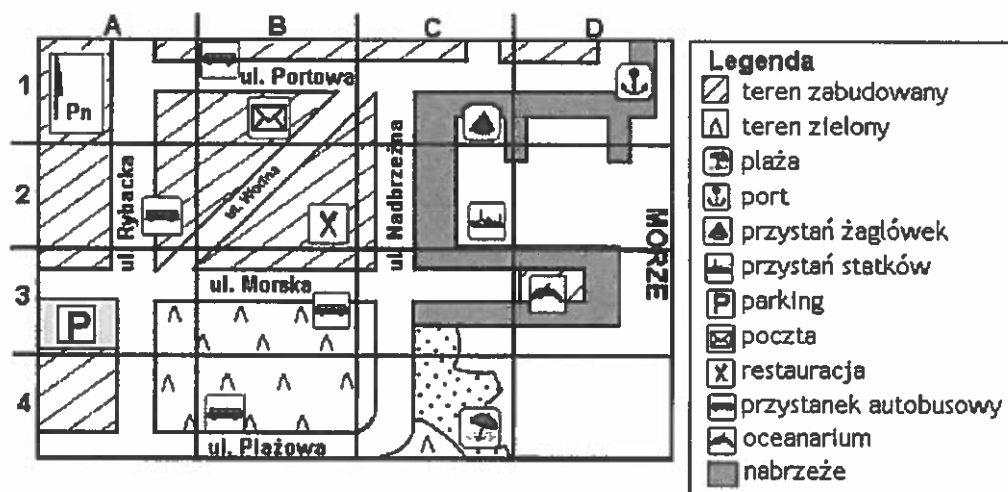 A B C D
1
Pn
ul. Portowa
2
ul. Rybacka
ul. Wodna
ul. Nadbrzeżna
MORZE
3
ul. Morska
P
4
ul. Plażowa
Legenda
teren zabudowany
teren zielony
plaża
port
przystań żaglówek
przystań statków
P parking
poczta
restauracja
przystanek autobusowy
oceanarium
nabrzeże